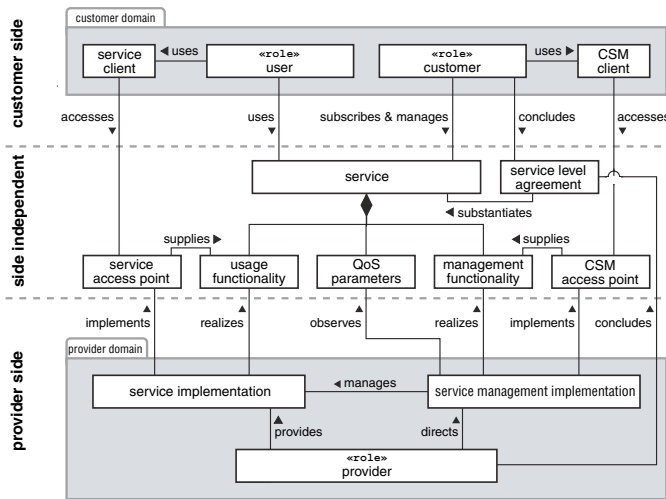 customer side
customer domain
service
client
◄ uses
«role»
user
«role»
customer
uses ►
CSM
client
accesses
uses
subscribes & manages
concludes
accesses
side independent
service
service level
agreement
◄ substantiates
supplies ►
◄ supplies
service
access point
usage
functionality
QoS
parameters
management
functionality
CSM
access point
provider side
implements
realizes
observes
realizes
implements
concludes
provider domain
service implementation
◄ manages
service management implementation
provides
directs
«role»
provider